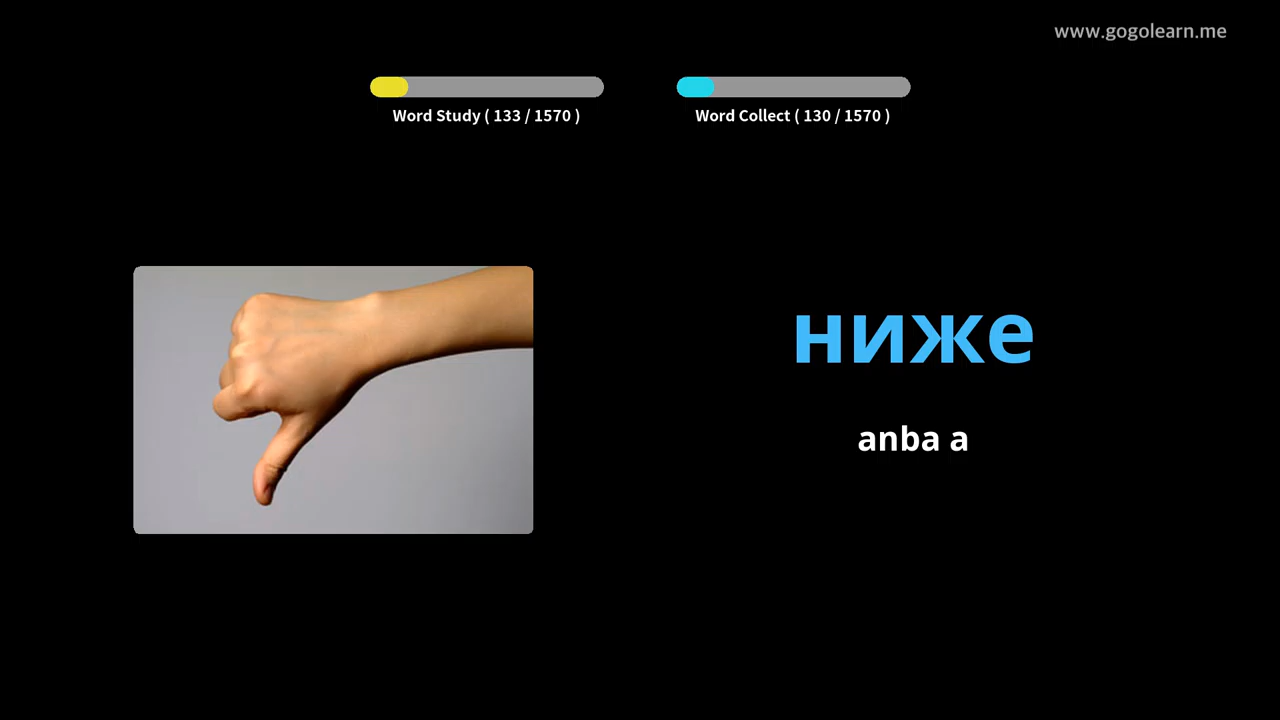 www.gogolearn.me
Word Study ( 133 / 1570 )
Word Collect ( 130 / 1570 )
ниже
anba a